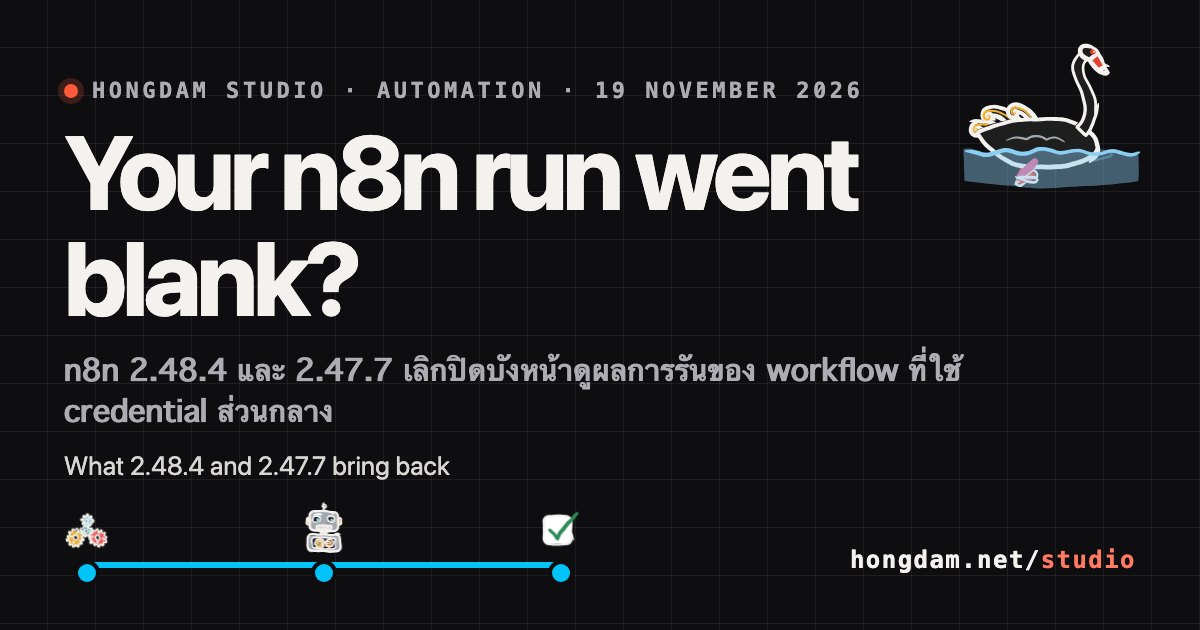 HONGDAM STUDIO · AUTOMATION · 19 NOVEMBER 2026
Your n8n run went
blank?
n8n 2.48.4 และ 2.47.7 เลิกปิดบังหน้าดูผลการรันของ workflow ที่ใช้
credential ส่วนกลาง
What 2.48.4 and 2.47.7 bring back
hongdam.net/studio